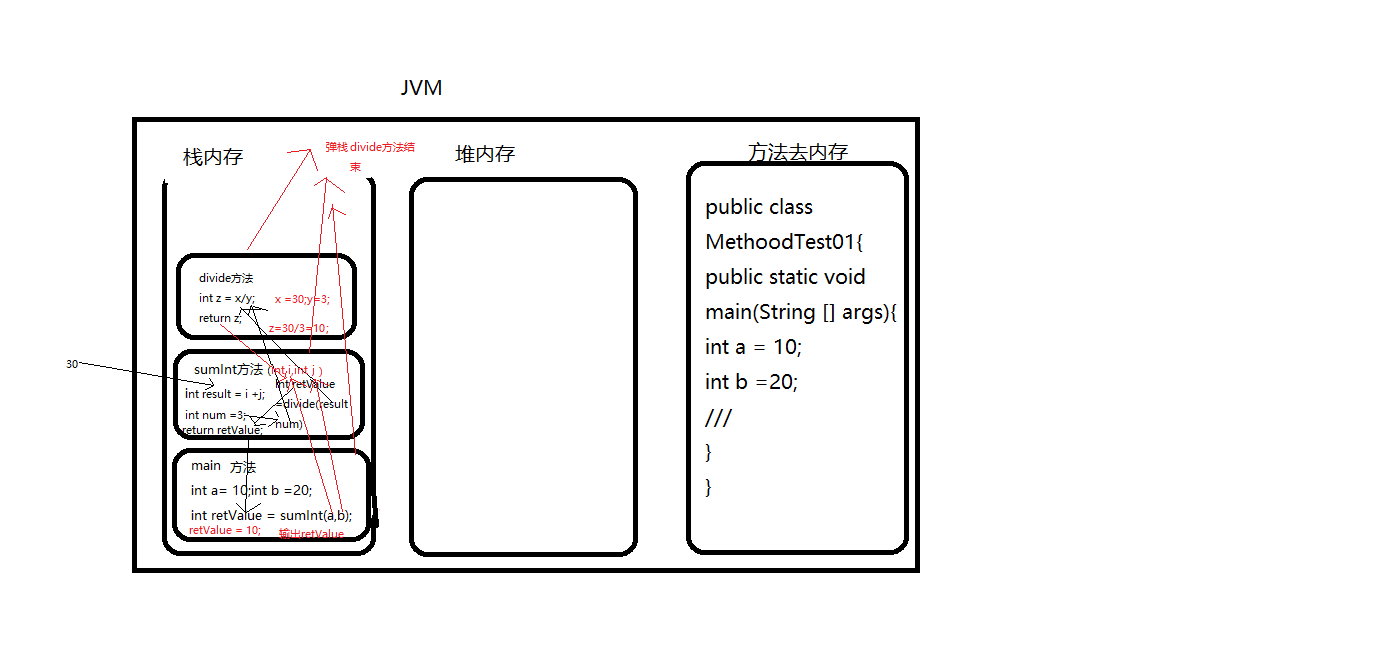 JVM
栈内存
弹栈 divide方法结
束
堆内存
方法去内存
divide方法
int z = x/y;
x =30;y=3;
return z;
z=30/3=10;
30
sumInt方法
(int i,int j )
int result = i +j;
int retValue
=divide(result
int num =3;
num)
return retValue;
main 方法
int a= 10;int b =20;
int retValue = sumInt(a,b);
retValue = 10;
输出retValue
public class
MethoodTest01{
public static void
main(String [] args){
int a = 10;
int b =20;
///
}
}